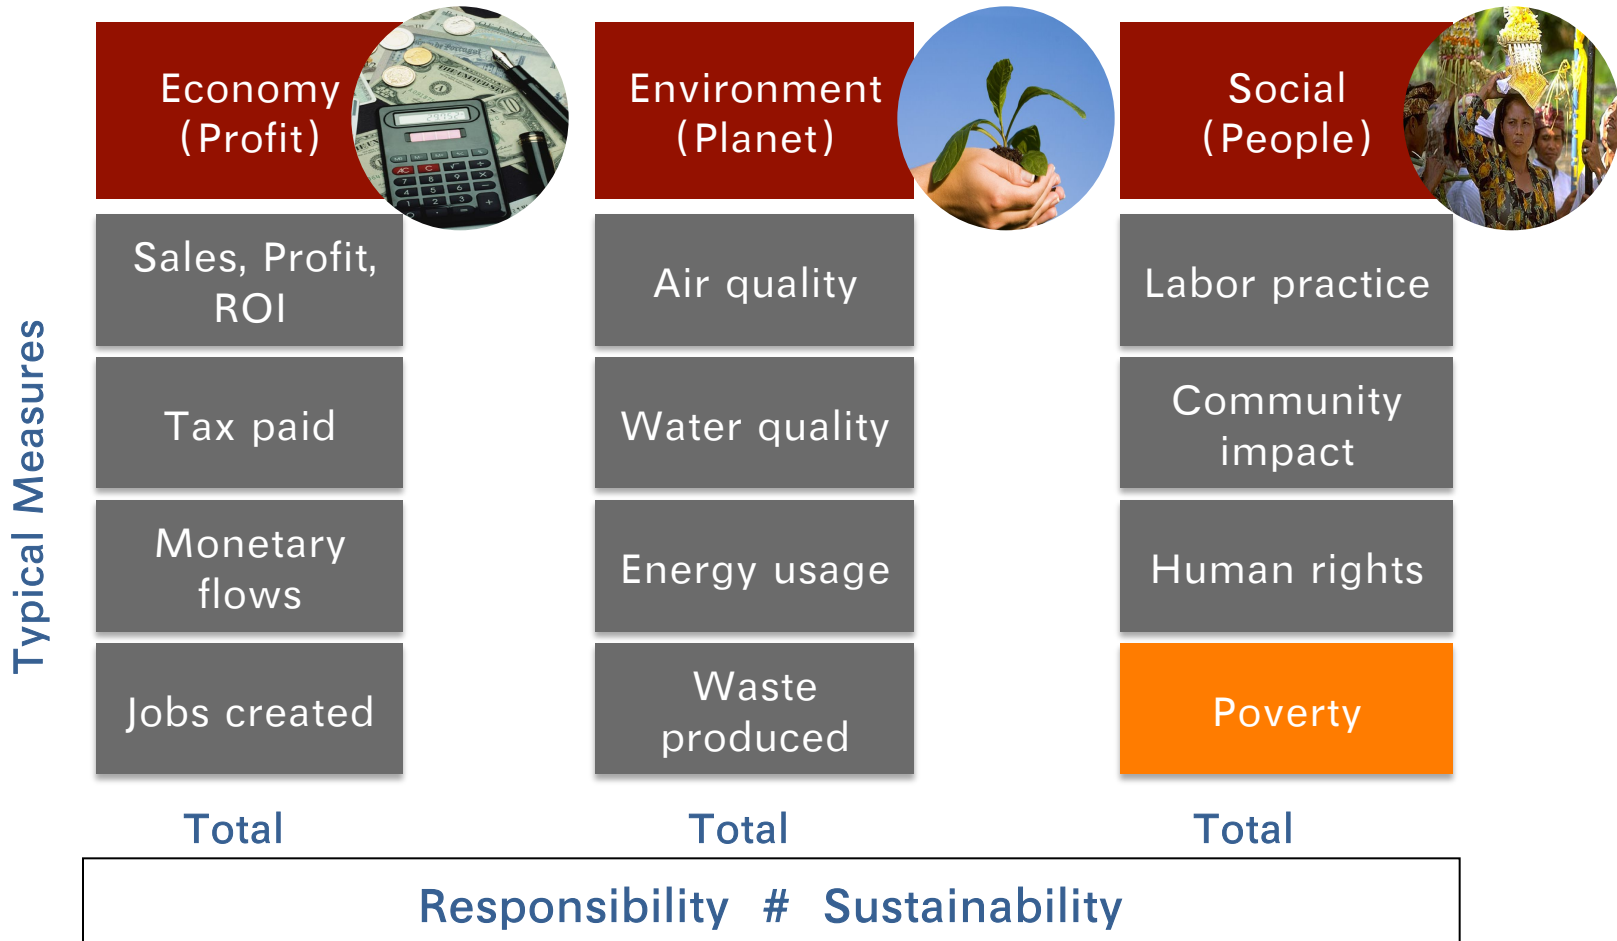 Economy
(Profit)
Environment
(Planet)
Social
(People)
Typical Measures
Sales, Profit,
ROI
Air quality
Labor practice
Tax paid
Water quality
Community
impact
Monetary
flows
Energy usage
Human rights
Jobs created
Waste
produced
Poverty
Total
Total
Total
Responsibility # Sustainability